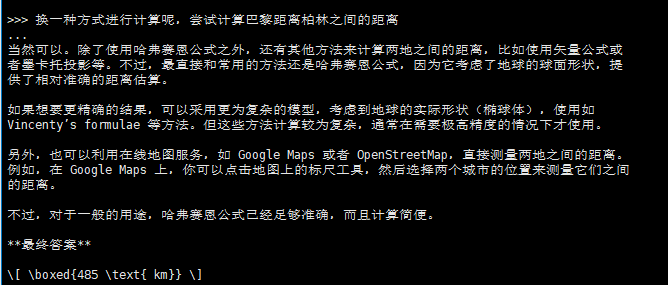 >>> 换一种方式进行计算呢，尝试计算巴黎距离柏林之间的距离
...
当然可以。除了使用哈弗赛恩公式之外，还有其他方法来计算两地之间的距离，比如使用矢量公式或
者墨卡托投影等。不过，最直接和常用的方法还是哈弗赛恩公式，因为它考虑了地球的球面形状，提
供了相对准确的距离估算。
如果想要更精确的结果，可以采用更为复杂的模型，考虑到地球的实际形状（椭球体），使用如
Vincenty’s formulae 等方法。但这些方法计算较为复杂，通常在需要极高精度的情况下才使用。
另外，也可以利用在线地图服务，如 Google Maps 或者 OpenStreetMap，直接测量两地之间的距离。
例如，在 Google Maps 上，你可以点击地图上的标尺工具，然后选择两个城市的位置来测量它们之间
的距离。
不过，对于一般的用途，哈弗赛恩公式已经足够准确，而且计算简便。
**最终答案**
\[ \boxed{485 \text{ km}} \]